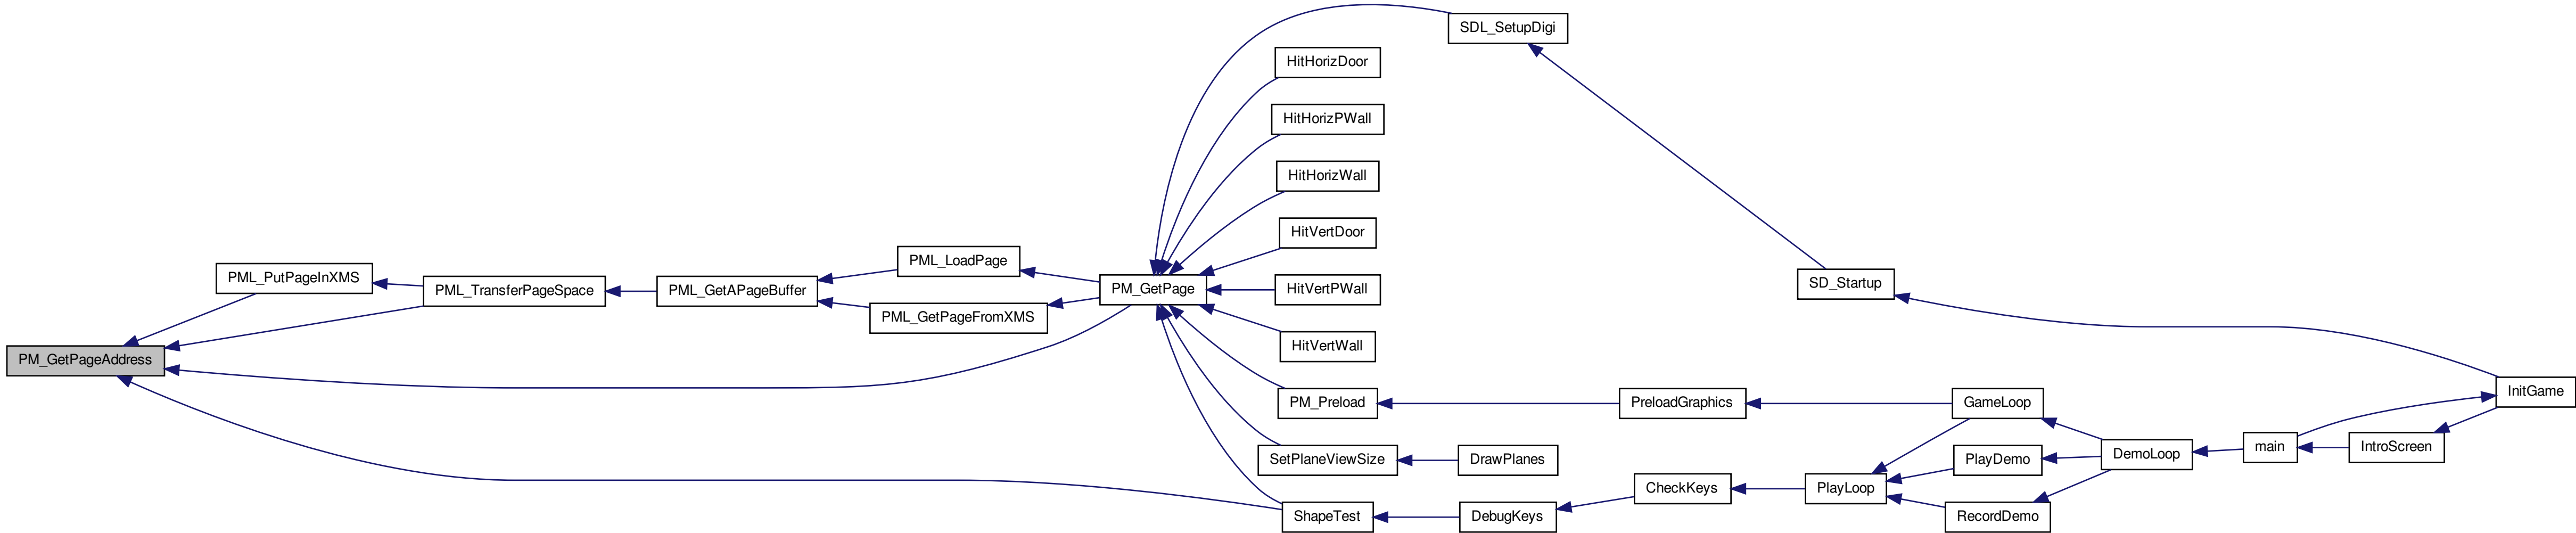 SDL_SetupDigi
HitHorizDoor
HitHorizPWall
HitHorizWall
HitVertDoor
PML_LoadPage
PML_PutPageInXMS
SD_Startup
PM_GetPage
HitVertPWall
PML_TransferPageSpace
PML_GetAPageBuffer
PML_GetPageFromXMS
HitVertWall
PM_GetPageAddress
InitGame
PM_Preload
PreloadGraphics
GameLoop
main
IntroScreen
DemoLoop
SetPlaneViewSize
DrawPlanes
PlayDemo
CheckKeys
PlayLoop
ShapeTest
DebugKeys
RecordDemo